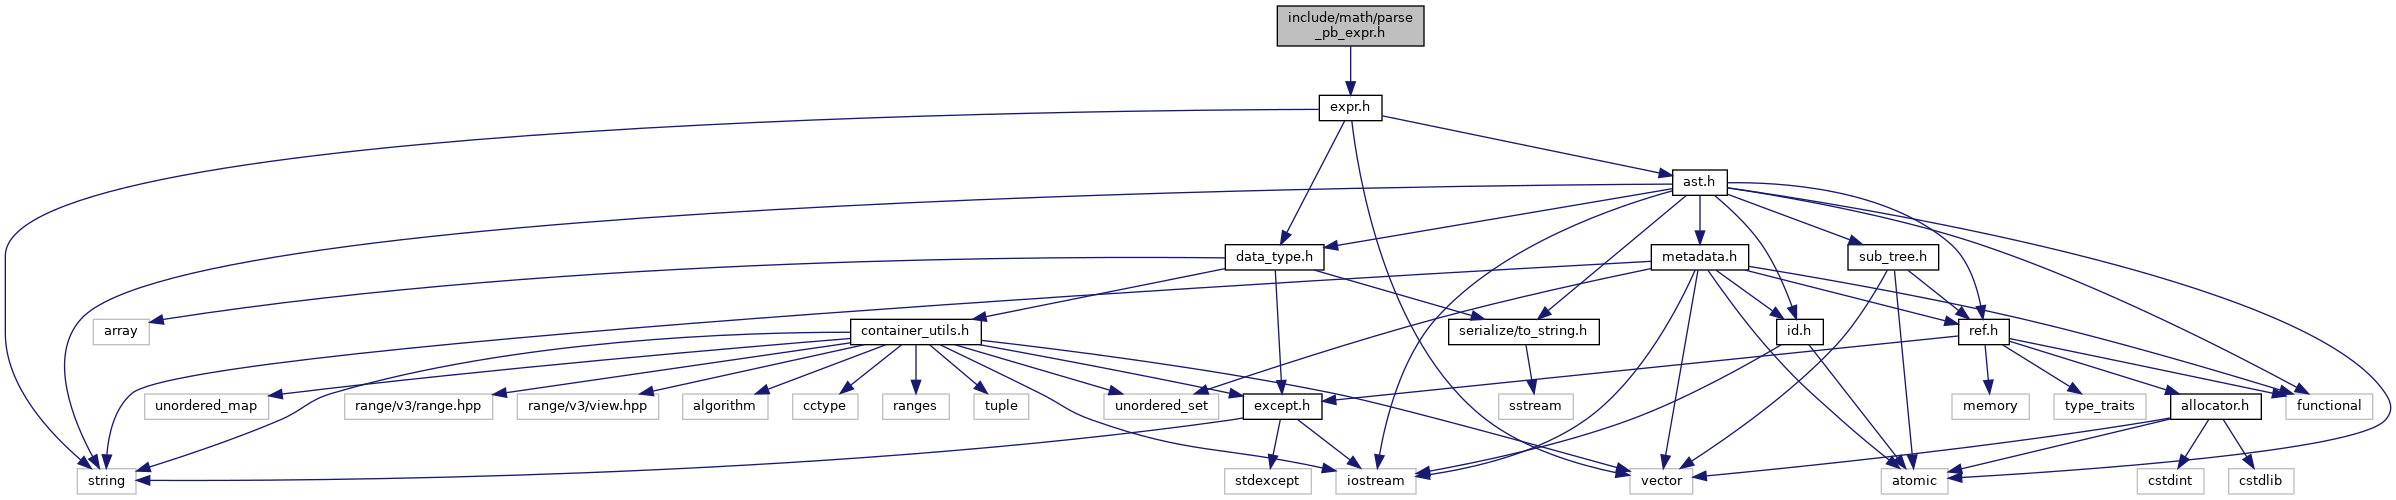 include/math/parse
_pb_expr.h
expr.h
ast.h
data_type.h
metadata.h
sub_tree.h
array
container_utils.h
serialize/to_string.h
id.h
ref.h
unordered_map
range/v3/range.hpp
range/v3/view.hpp
algorithm
cctype
ranges
tuple
unordered_set
except.h
sstream
memory
type_traits
allocator.h
functional
string
stdexcept
iostream
vector
atomic
cstdint
cstdlib